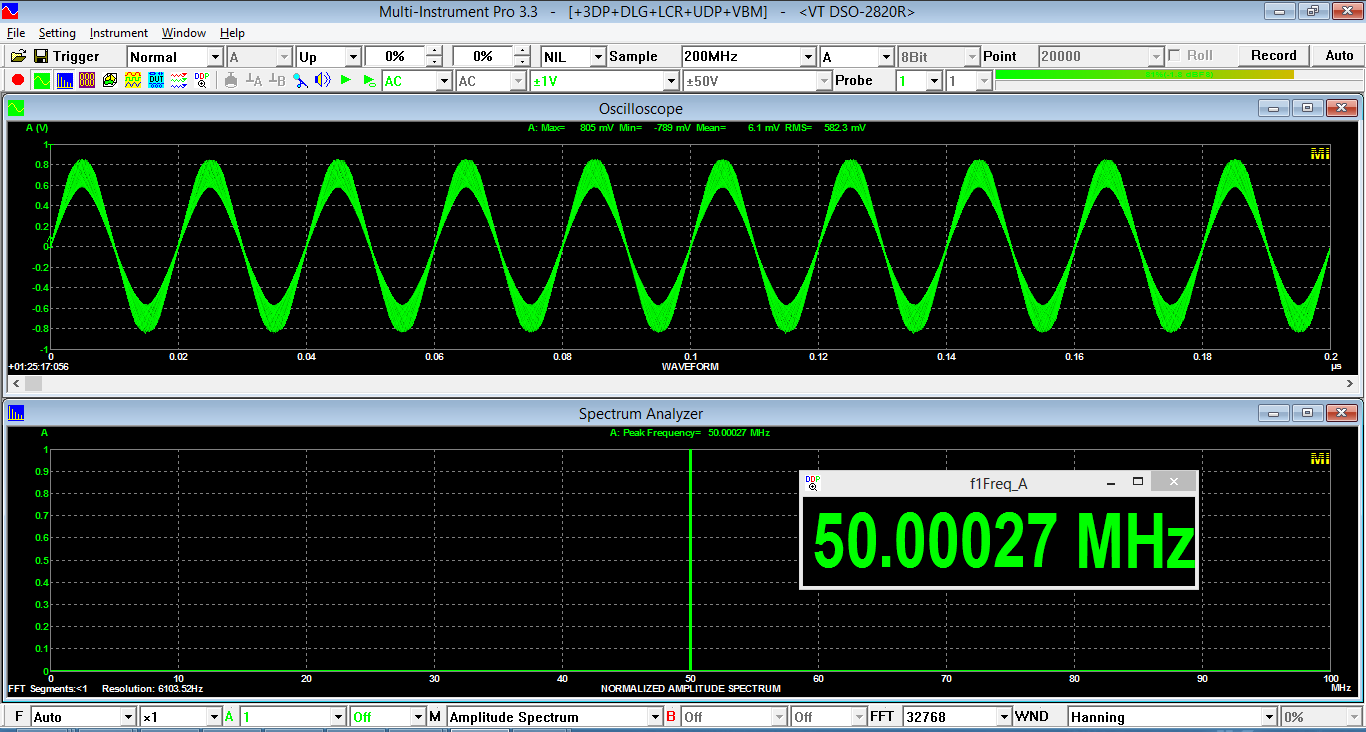 Multi-Instrument Pro 3.3 - [+3DP+DLG+LCR+UDP+VBM] - <VT DSO-2820R>
File Setting Instrument Window Help
Trigger Normal A Up 0% 0% NIL Sample 200MHz A 8Bit Point 20000 Roll Record Auto
DUT DDP A B AC AC ±1V ±50V Probe 1 1
Oscilloscope
A (V) A: Max= 805 mV Min= -789 mV Mean= 6.1 mV RMS= 582.3 mV
1
MI
0.8
0.6
0.4
0.2
0
-0.2
-0.4
-0.6
-0.8
-1
0 0.02 0.04 0.06 0.08 0.1 0.12 0.14 0.16 0.18 0.2
+01:25:17:056 WAVEFORM µs
Spectrum Analyzer
A A: Peak Frequency= 50.00027 MHz
1
MI
0.9
0.8
0.7
0.6
0.5
0.4
0.3
0.2
0.1
0
DDP f1Freq_A
50.00027 MHz
10 20 30 40 50 60 70 80 90 100
FFT Segments:<1 Resolution: 6103.52Hz NORMALIZED AMPLITUDE SPECTRUM MHz
F Auto ×1 A 1 Off M Amplitude Spectrum B Off Off FFT 32768 WND Hanning 0%